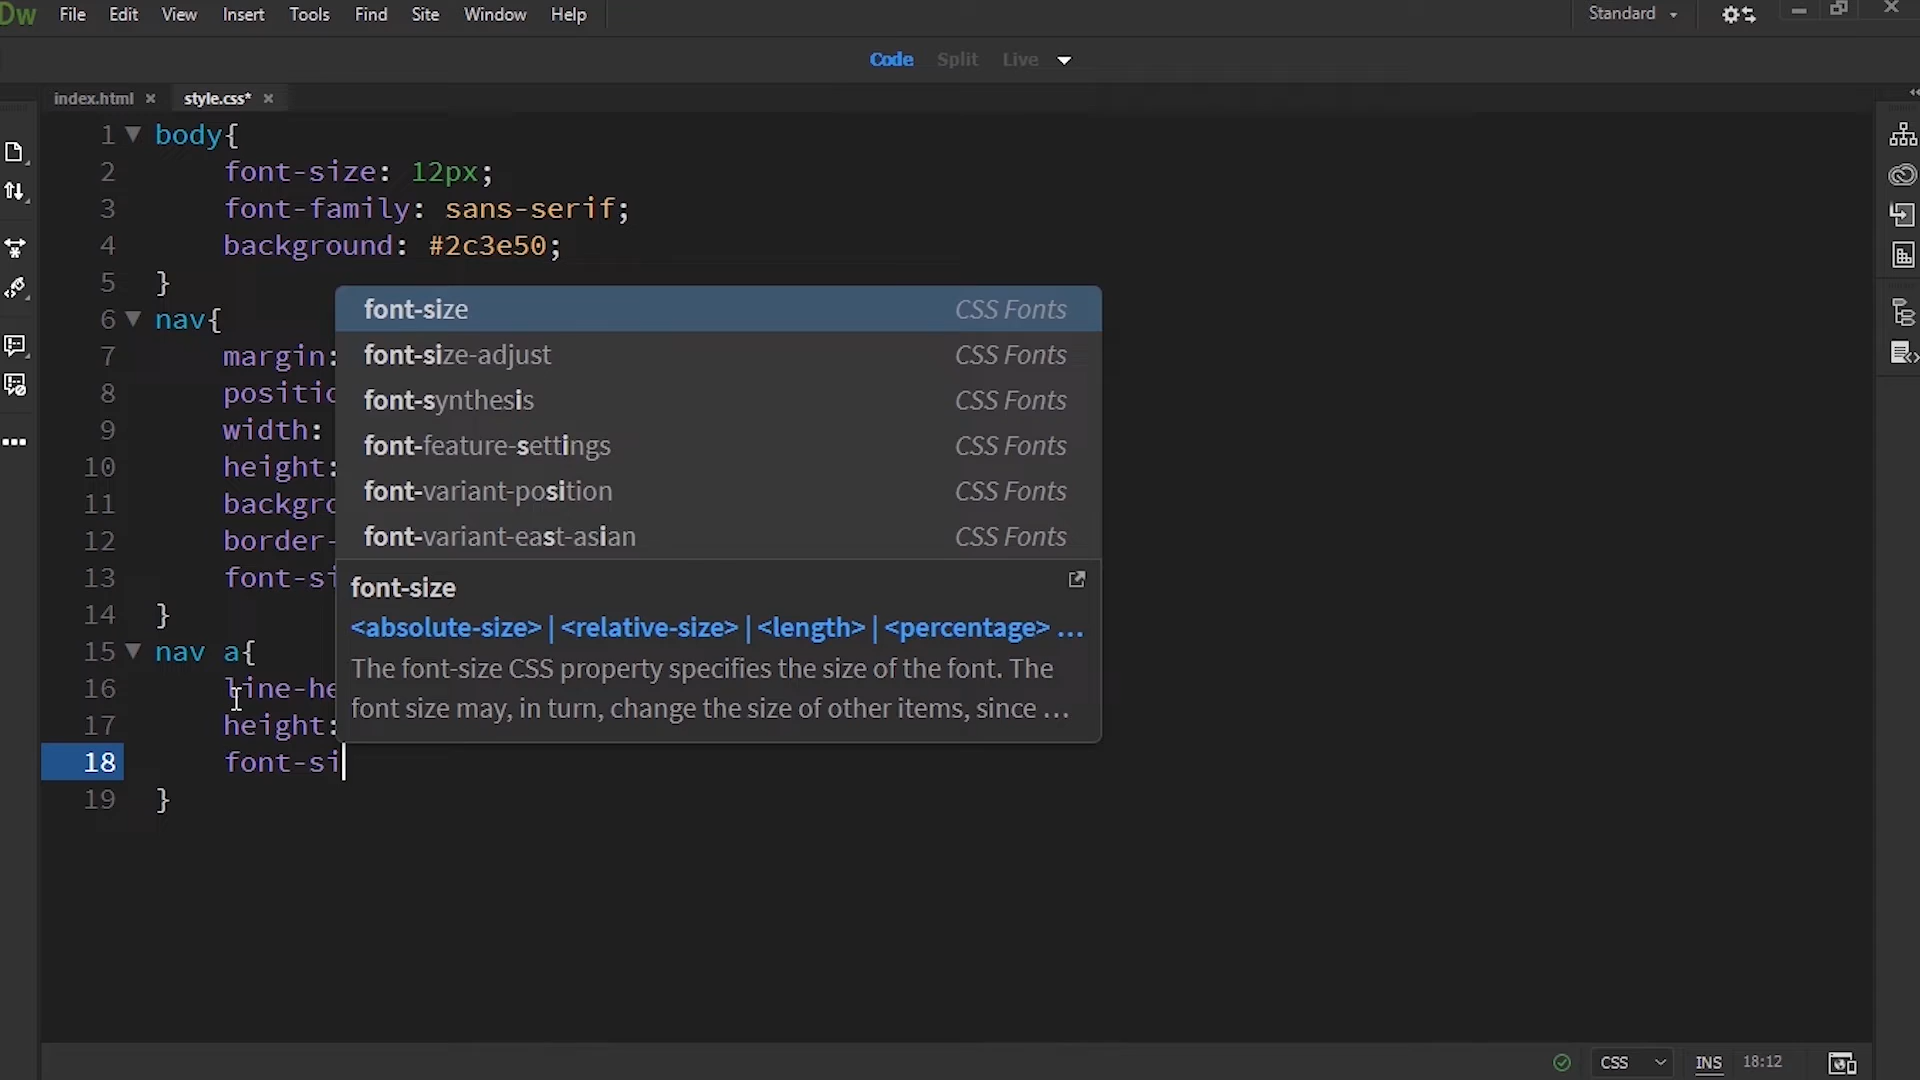 Dw File Edit View Insert Tools Find Site Window Help Standard
Code Split Live
index.html style.css*
1 body{
2 font-size: 12px;
3 font-family: sans-serif;
4 background: #2c3e50;
5 }
6 nav{
7 margin:
8 positio
9 width:
10 height:
11 backgro
12 border-
13 font-si
14 }
15 nav a{
16 line-he
17 height:
18 font-si
19 }
font-size CSS Fonts
font-size-adjust CSS Fonts
font-synthesis CSS Fonts
font-feature-settings CSS Fonts
font-variant-position CSS Fonts
font-variant-east-asian CSS Fonts
font-size
<absolute-size> | <relative-size> | <length> | <percentage> ...
The font-size CSS property specifies the size of the font. The
font size may, in turn, change the size of other items, since ...
CSS INS 18:12